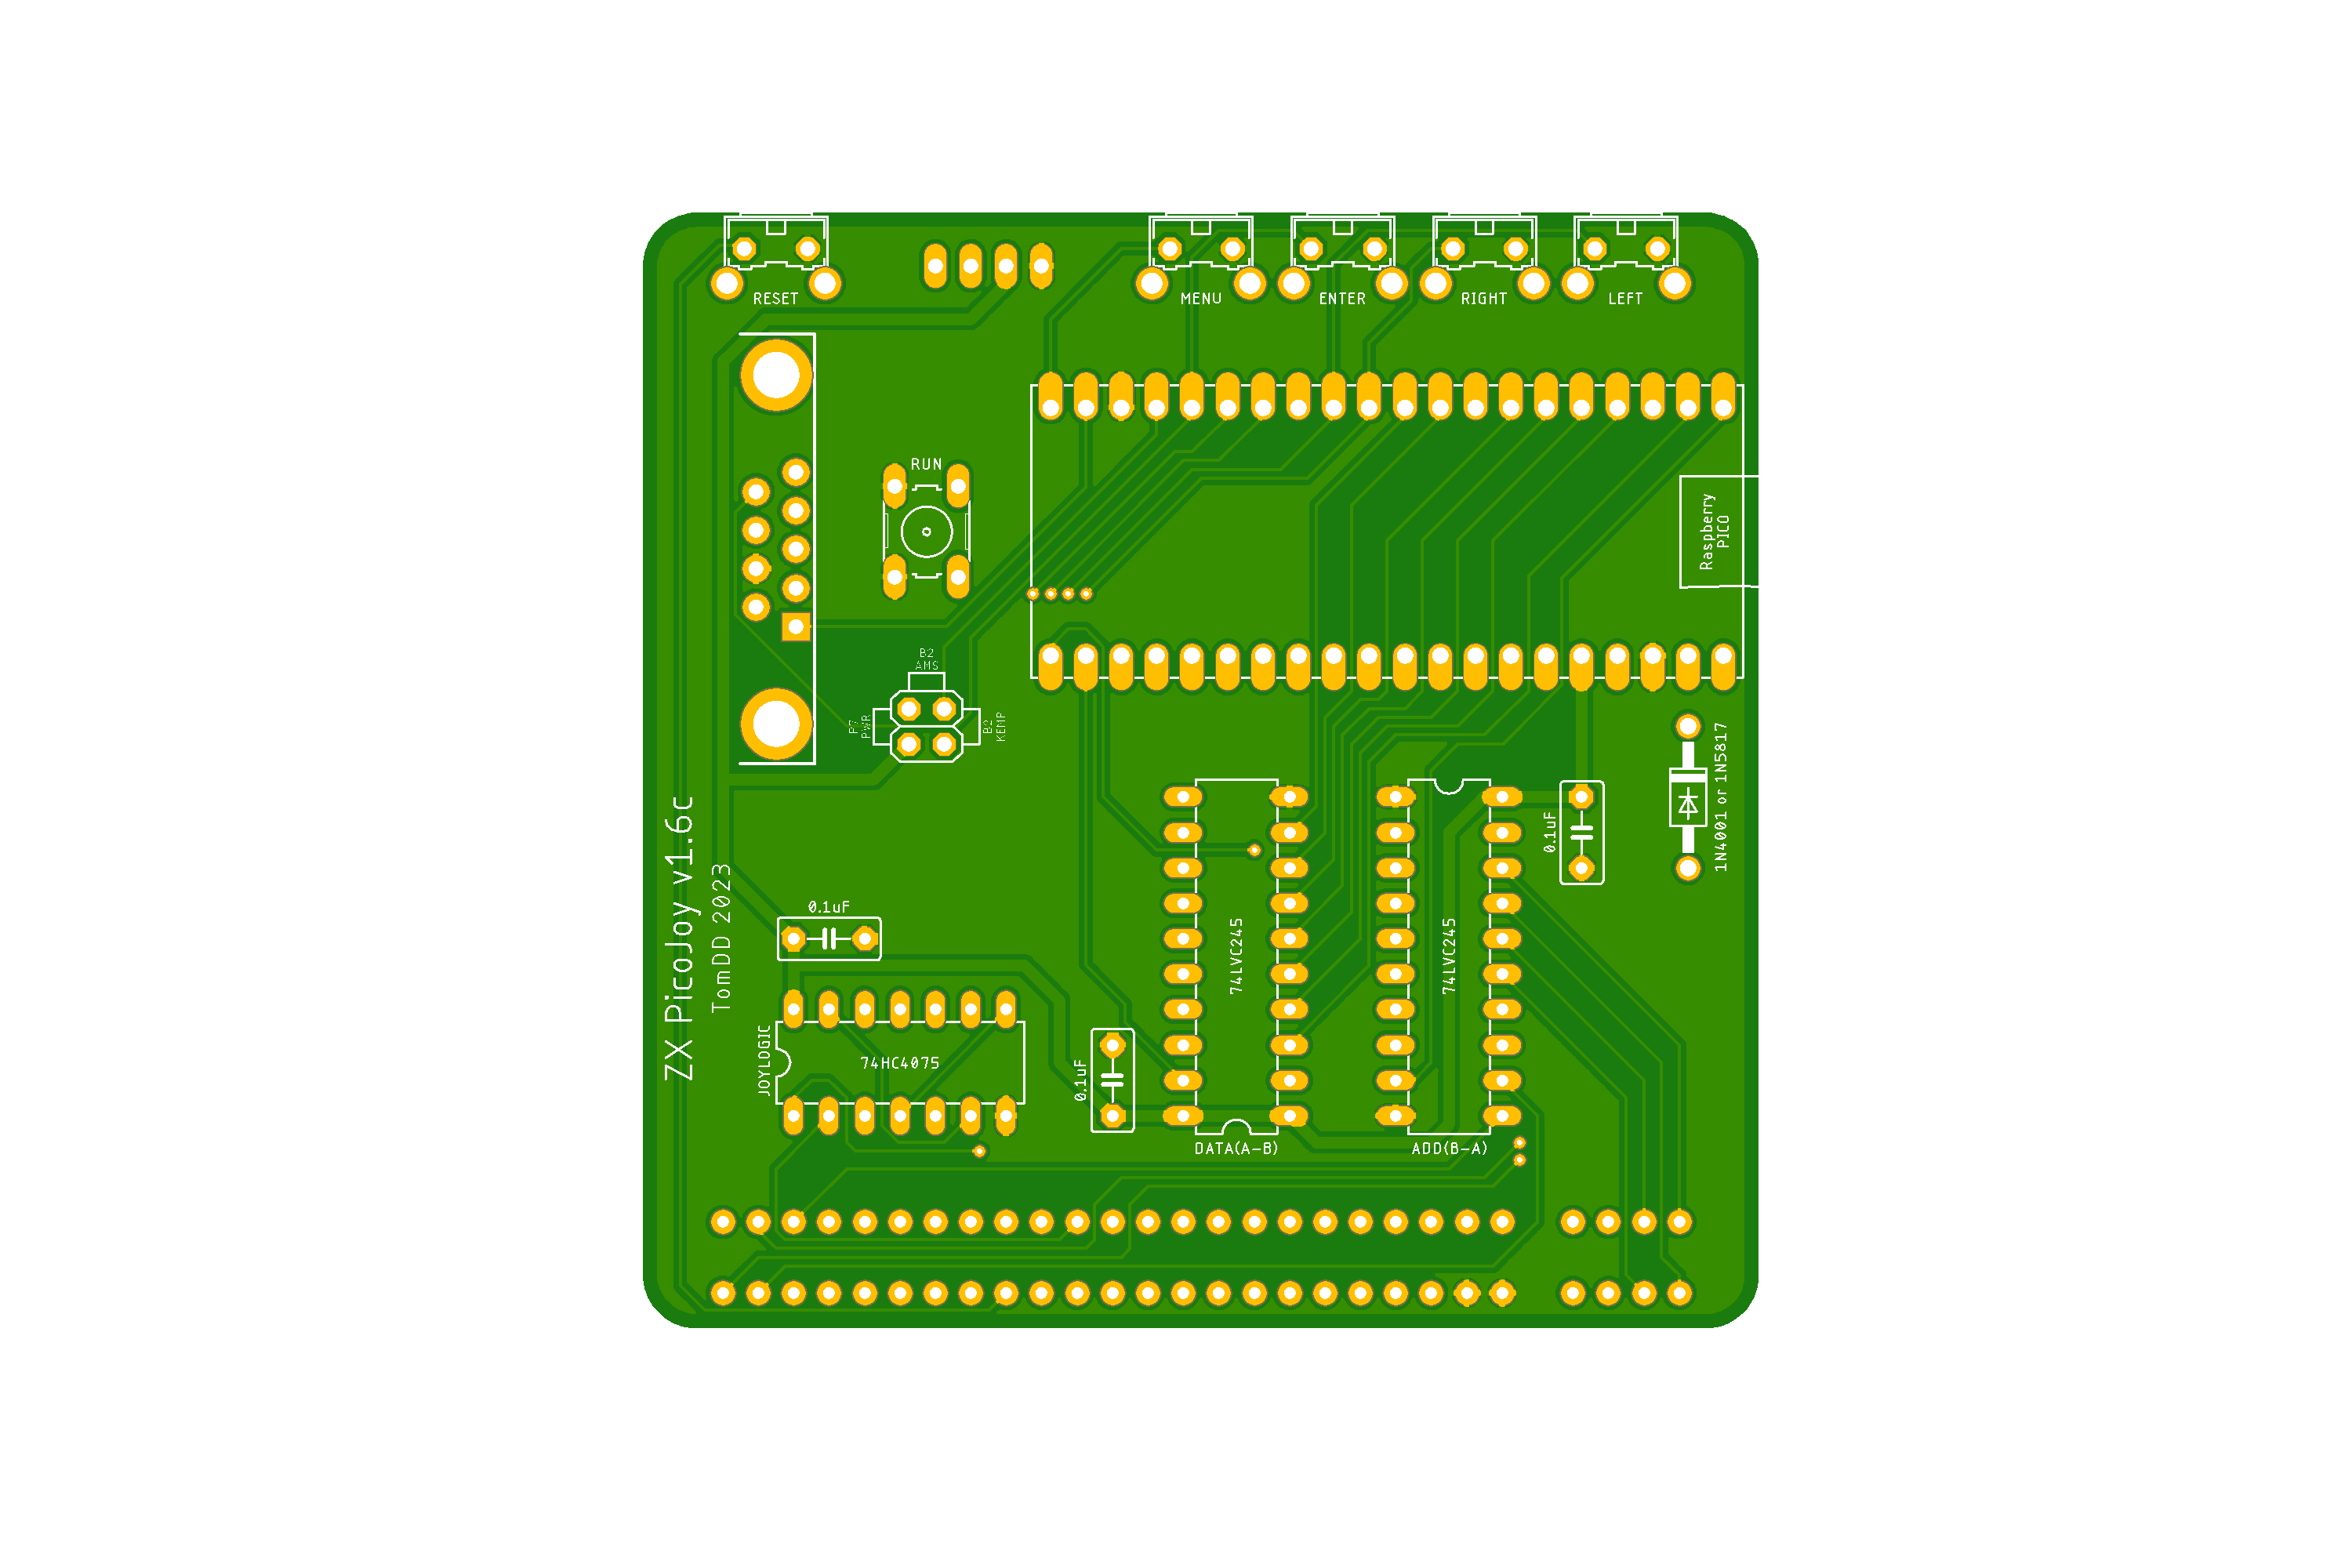 RESET
MENU
ENTER
RIGHT
LEFT
RUN
Raspberry
PICO
B2
AMS
P7
PWR
B2
KEMP
1N4001 or 1N5817
0.1uF
ZX PicoJoy v1.6c
TomDD 2023
0.1uF
74LVC245
74LVC245
JOYLOGIC
74HC4075
0.1uF
DATA(A-B)
ADD(B-A)